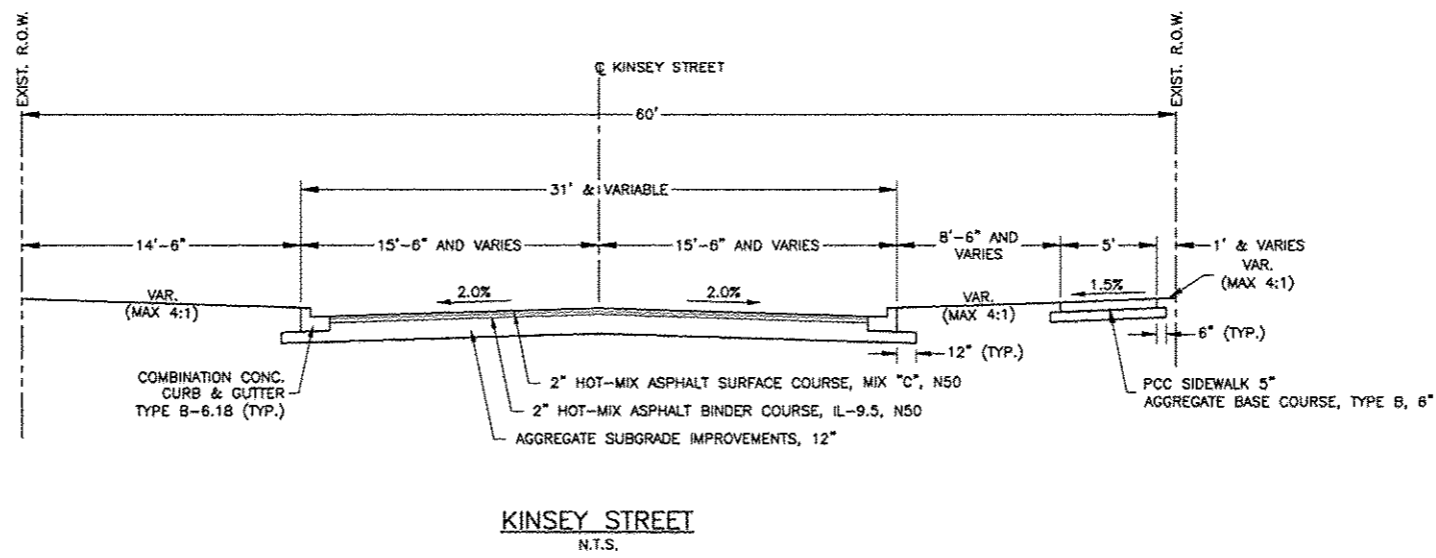 EXIST. R.O.W.
EXIST. R.O.W.
℄ KINSEY STREET
60'
31' & VARIABLE
14'-6"
15'-6" AND VARIES
15'-6" AND VARIES
8'-6" AND
VARIES
5'
1' & VARIES
VAR.
(MAX 4:1)
VAR.
(MAX 4:1)
2.0%
2.0%
VAR.
(MAX 4:1)
1.5%
12" (TYP.)
6" (TYP.)
COMBINATION CONC.
CURB & GUTTER
TYPE B-6.18 (TYP.)
2" HOT-MIX ASPHALT SURFACE COURSE, MIX "C", N50
2" HOT-MIX ASPHALT BINDER COURSE, IL-9.5, N50
AGGREGATE SUBGRADE IMPROVEMENTS, 12"
PCC SIDEWALK 5"
AGGREGATE BASE COURSE, TYPE B, 6"
KINSEY STREET
N.T.S.